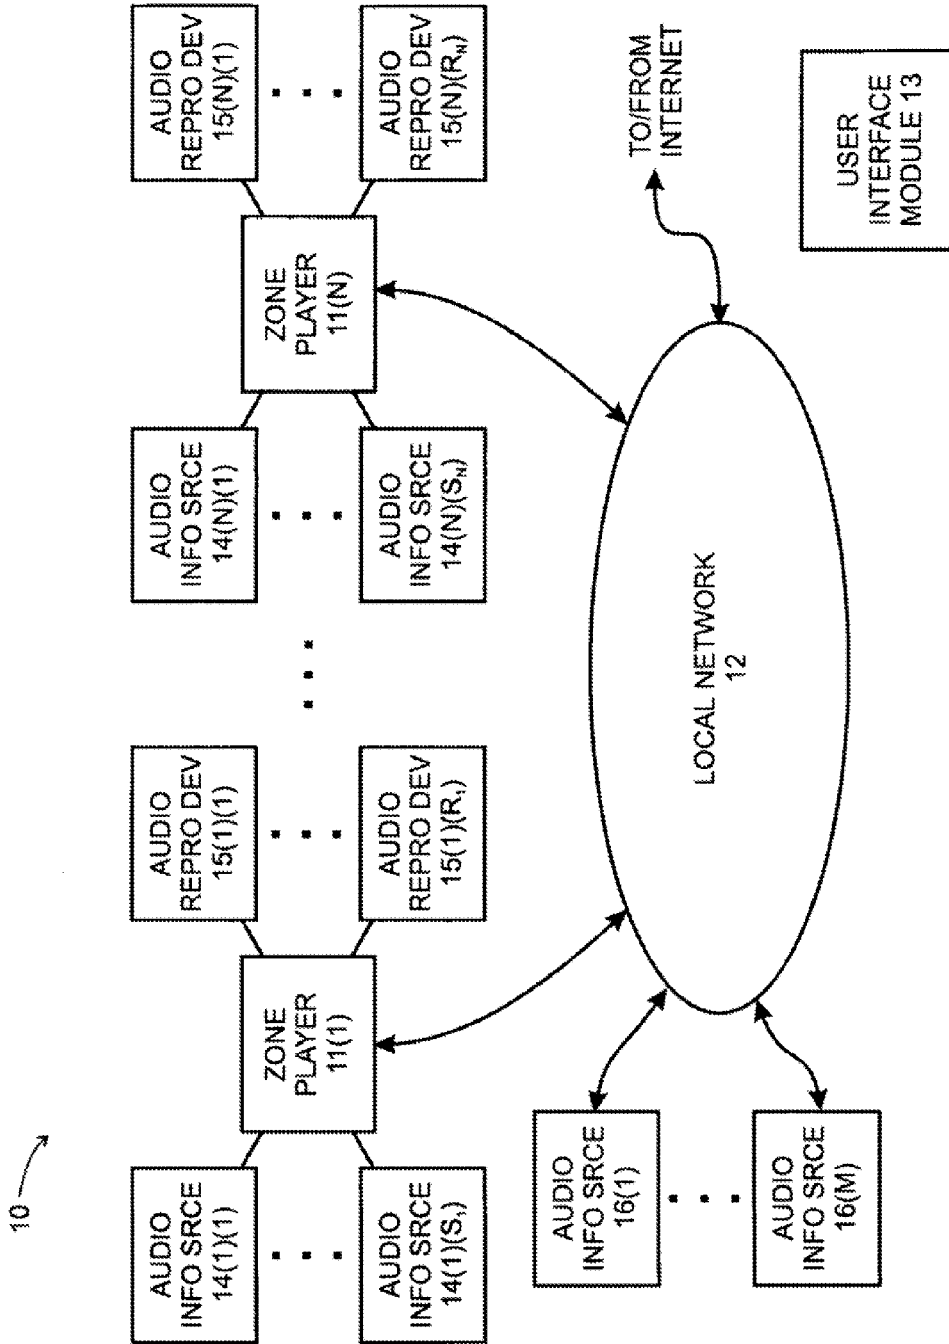 10
AUDIO
INFO SRCE
14(1)(1)
AUDIO
INFO SRCE
14(1)(S₁)
ZONE
PLAYER
11(1)
AUDIO
REPRO DEV
15(1)(1)
AUDIO
REPRO DEV
15(1)(R₁)
AUDIO
INFO SRCE
14(N)(1)
AUDIO
INFO SRCE
14(N)(S_N)
ZONE
PLAYER
11(N)
AUDIO
REPRO DEV
15(N)(1)
AUDIO
REPRO DEV
15(N)(R_N)
AUDIO
INFO SRCE
16(1)
AUDIO
INFO SRCE
16(M)
LOCAL NETWORK
12
TO/FROM
INTERNET
USER
INTERFACE
MODULE 13